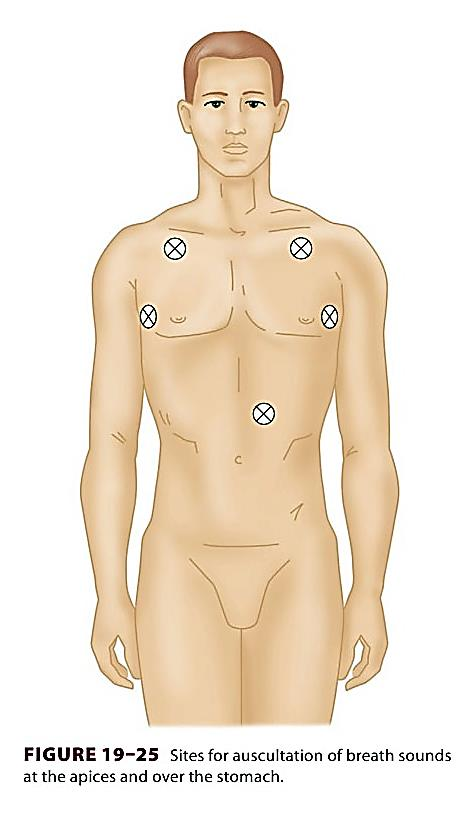 FIGURE 19–25 Sites for auscultation of breath sounds
at the apices and over the stomach.